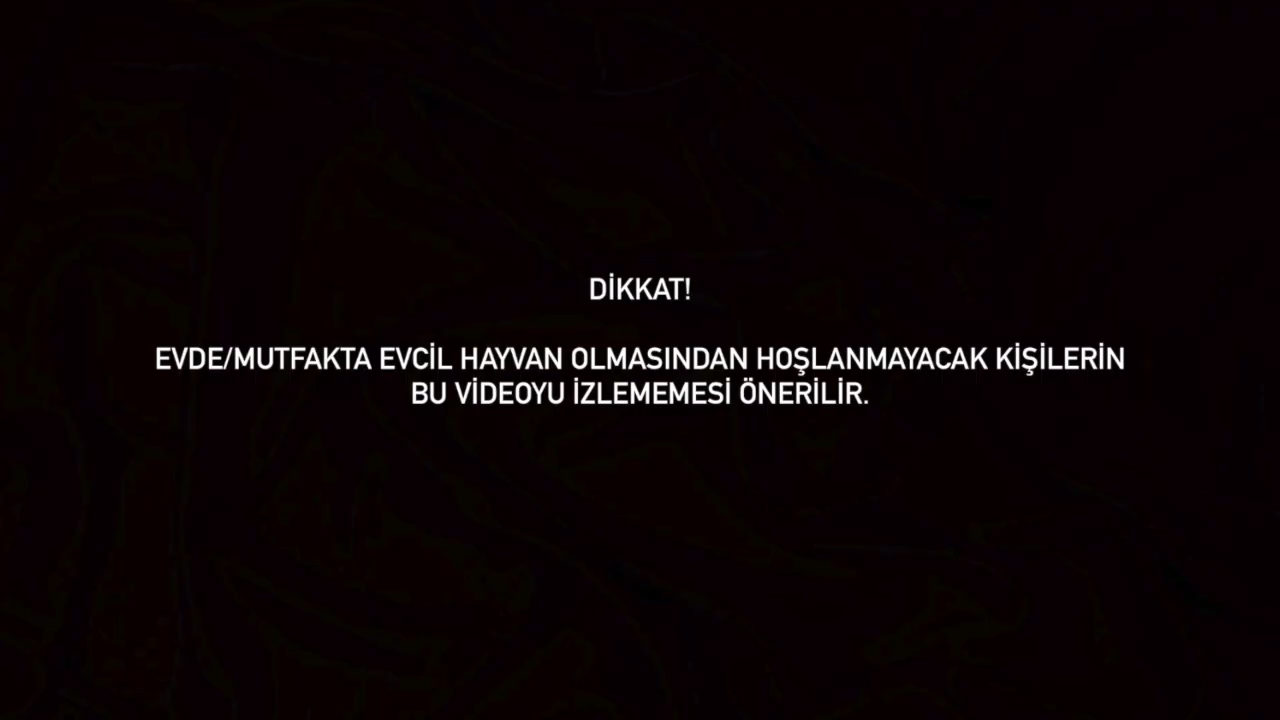 DİKKAT!
EVDE/MUTFAKTA EVCİL HAYVAN OLMASINDAN HOŞLANMAYACAK KİŞİLERİN
BU VİDEOYU İZLEMEMESİ ÖNERİLİR.